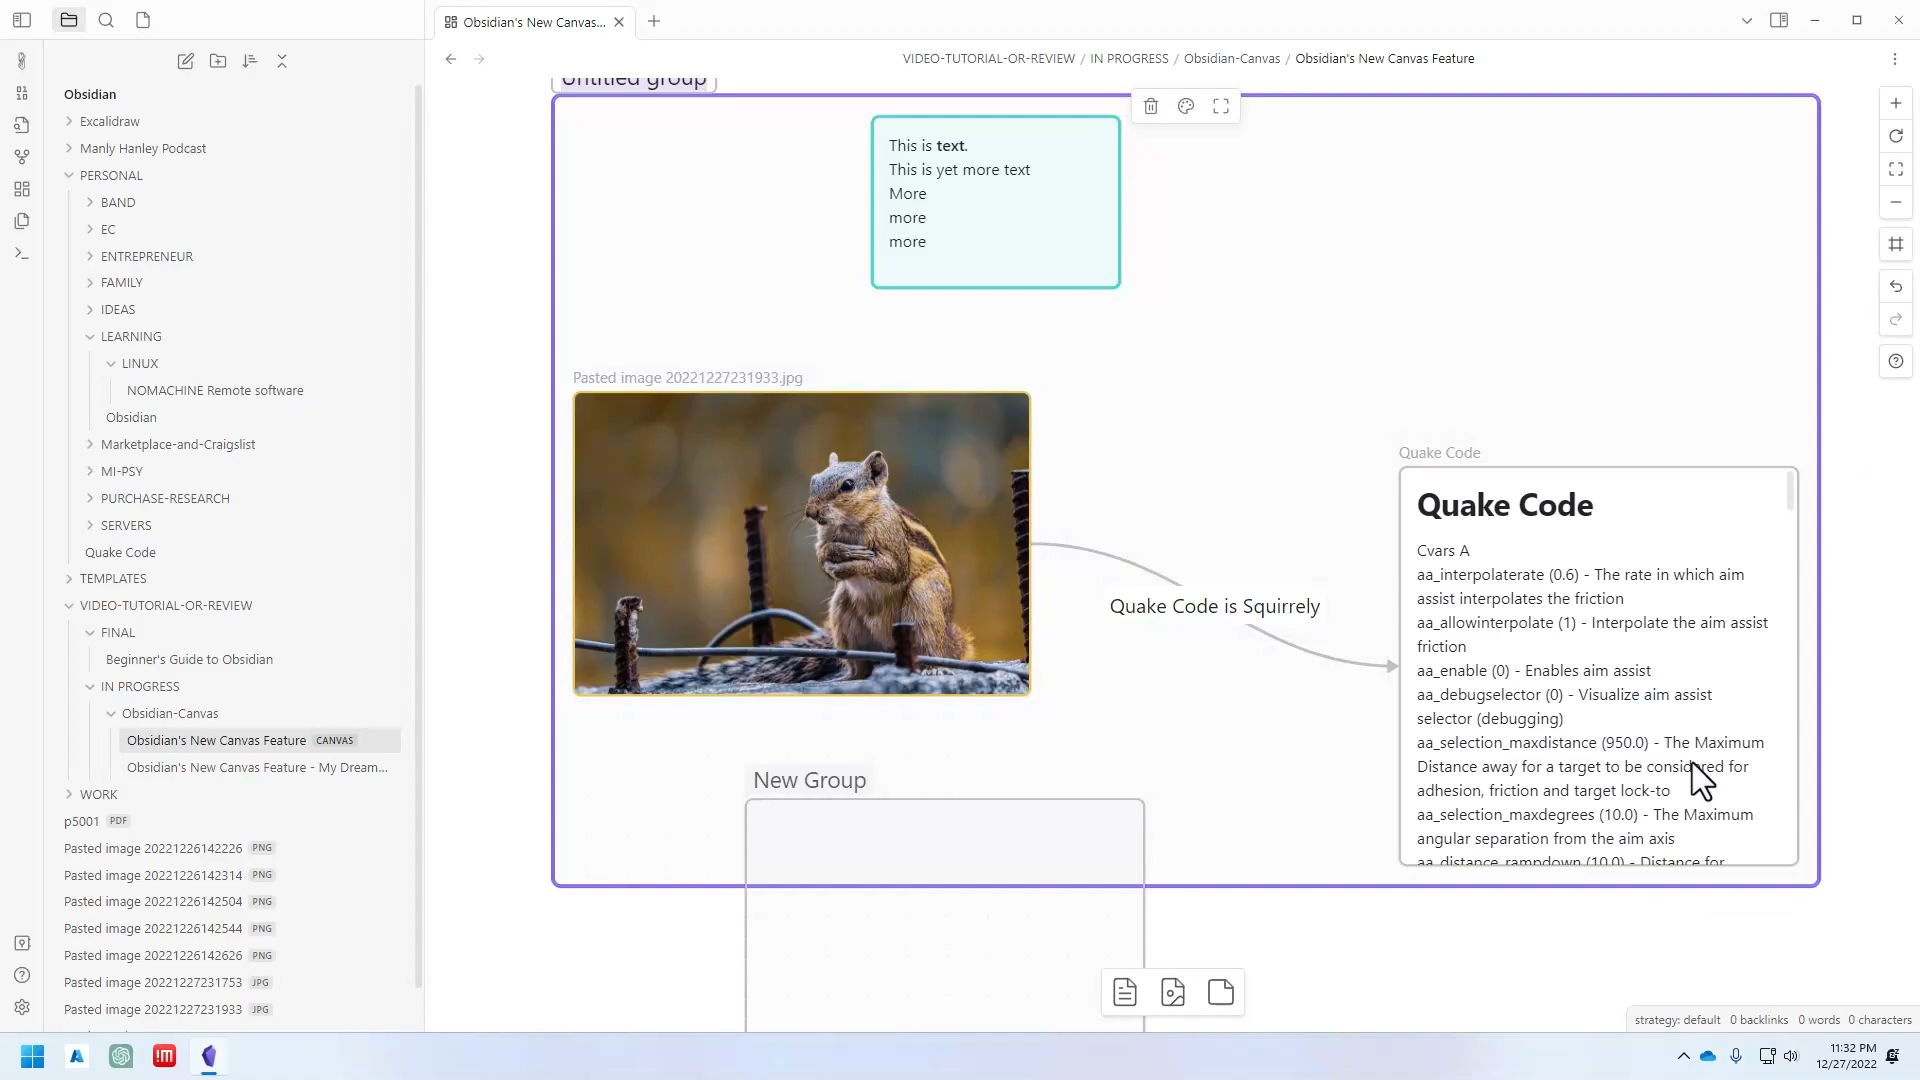 Obsidian's New Canvas...
VIDEO-TUTORIAL-OR-REVIEW / IN PROGRESS / Obsidian-Canvas / Obsidian's New Canvas Feature
Obsidian
Excalidraw
Manly Hanley Podcast
PERSONAL
BAND
EC
ENTREPRENEUR
FAMILY
IDEAS
LEARNING
LINUX
NOMACHINE Remote software
Obsidian
Marketplace-and-Craigslist
MI-PSY
PURCHASE-RESEARCH
SERVERS
Quake Code
TEMPLATES
VIDEO-TUTORIAL-OR-REVIEW
FINAL
Beginner's Guide to Obsidian
IN PROGRESS
Obsidian-Canvas
Obsidian's New Canvas Feature CANVAS
Obsidian's New Canvas Feature - My Dream...
WORK
p5001 PDF
Pasted image 20221226142226 PNG
Pasted image 20221226142314 PNG
Pasted image 20221226142504 PNG
Pasted image 20221226142544 PNG
Pasted image 20221226142626 PNG
Pasted image 20221227231753 JPG
Pasted image 20221227231933 JPG
Untitled group
This is text.
This is yet more text
More
more
more
Pasted image 20221227231933.jpg
Quake Code is Squirrely
Quake Code
Quake Code
Cvars A
aa_interpolaterate (0.6) - The rate in which aim
assist interpolates the friction
aa_allowinterpolate (1) - Interpolate the aim assist
friction
aa_enable (0) - Enables aim assist
aa_debugselector (0) - Visualize aim assist
selector (debugging)
aa_selection_maxdistance (950.0) - The Maximum
Distance away for a target to be considered for
adhesion, friction and target lock-to
aa_selection_maxdegrees (10.0) - The Maximum
angular separation from the aim axis
aa_distance_rampdown (10.0) - Distance for
New Group
strategy: default 0 backlinks 0 words 0 characters
!M
11:32 PM
12/27/2022